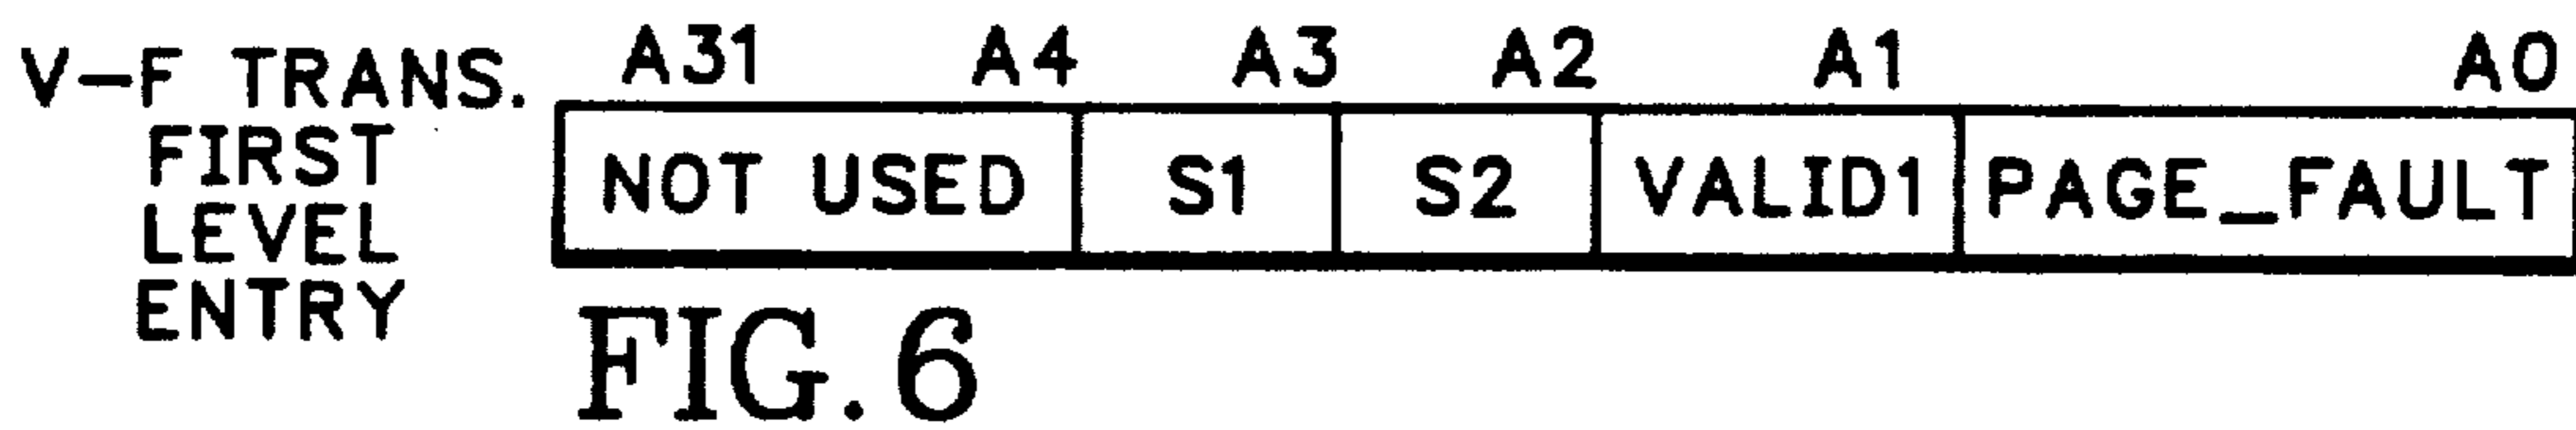 V-F TRANS.
FIRST
LEVEL
ENTRY
A31 A4 A3 A2 A1 A0
NOT USED S1 S2 VALID1 PAGE_FAULT
FIG. 6